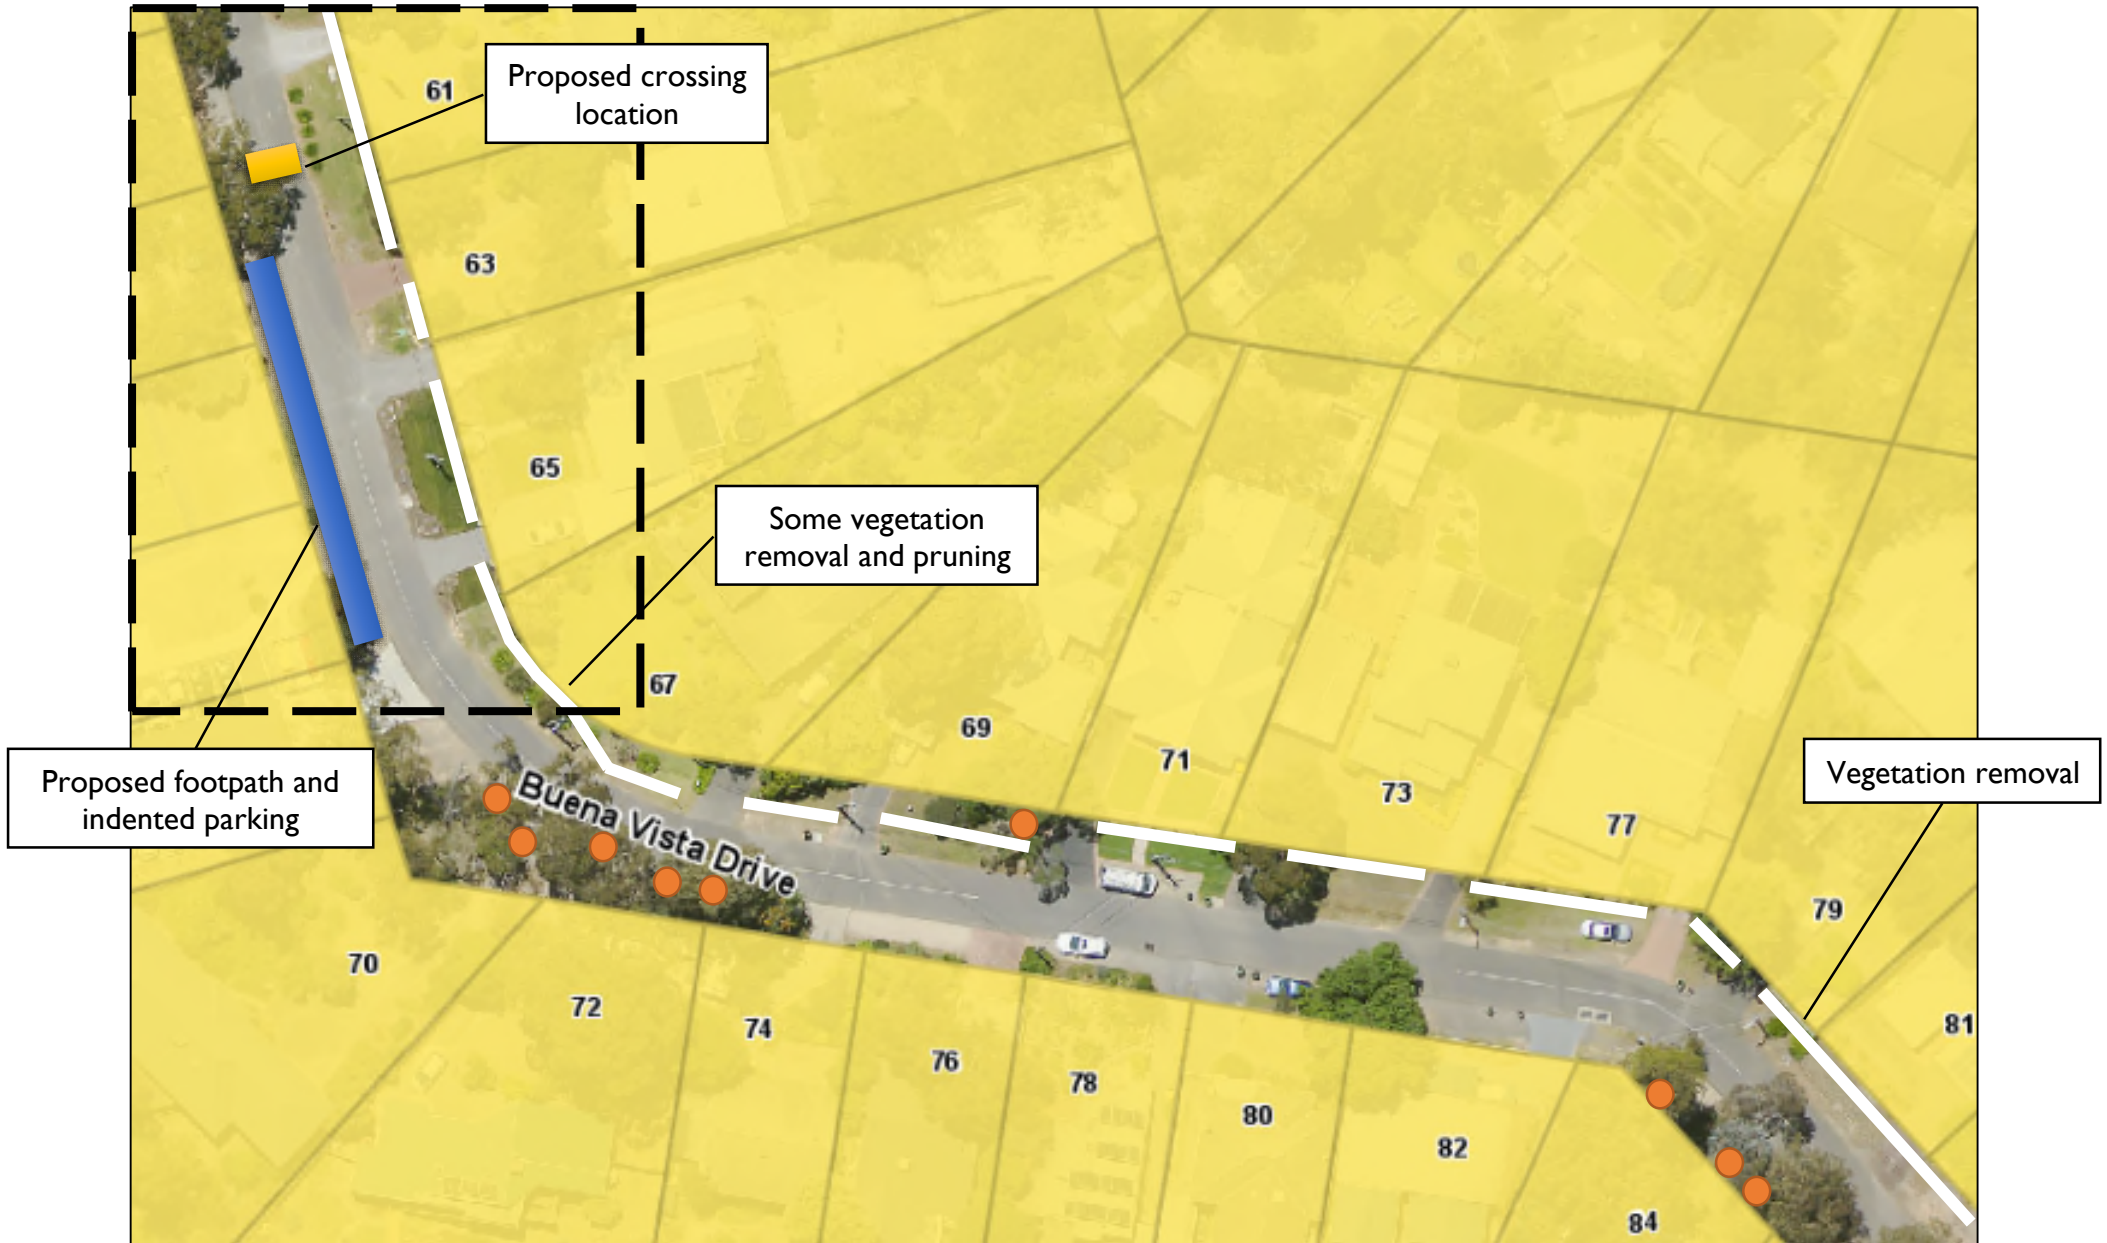 61
Proposed crossing
location
63
65
Some vegetation
removal and pruning
67
69
71
73
77
79
81
Vegetation removal
Proposed footpath and
indented parking
Buena Vista Drive
70
72
74
76
78
80
82
84